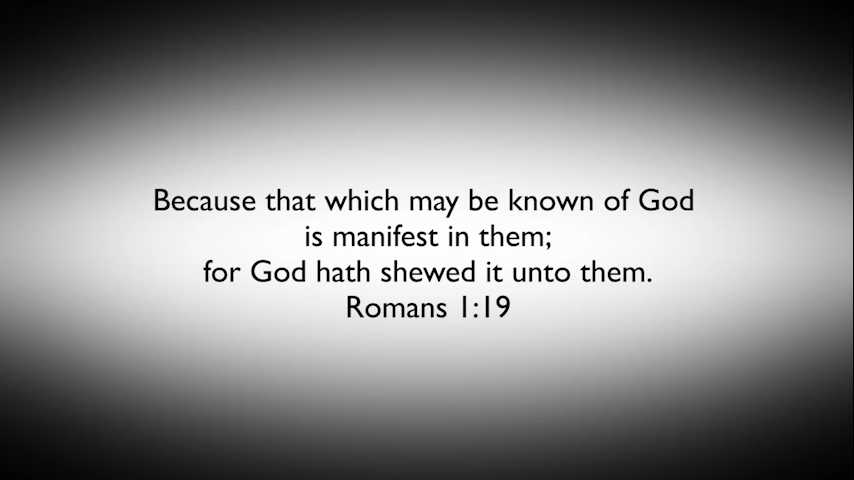 Because that which may be known of God
is manifest in them;
for God hath shewed it unto them.
Romans 1:19